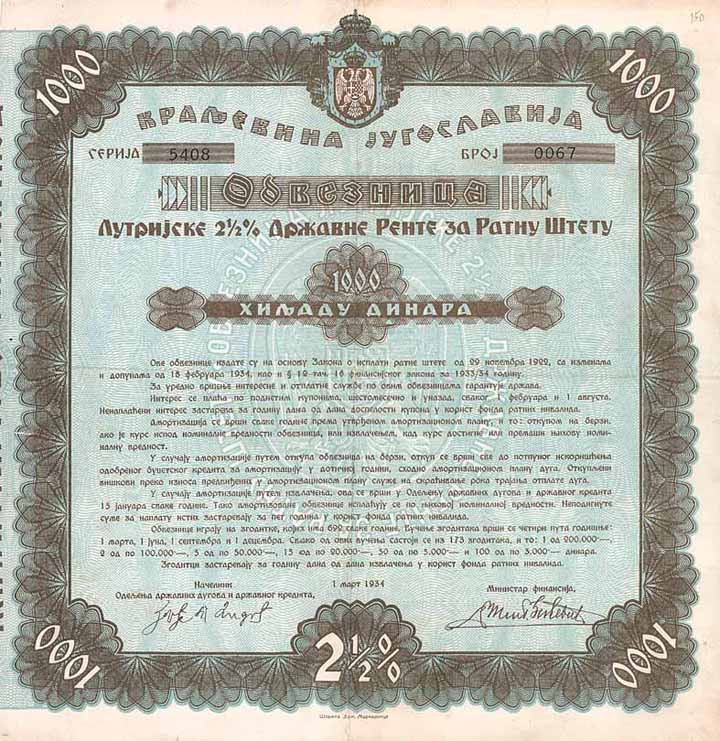 150
1000 1000
КРАЉЕВИНА ЈУГОСЛАВИЈА
СЕРИЈА 5408 БРОЈ 0067
ОБВЕЗНИЦА
ЛУТРИЈСКЕ 2½% ДРЖАВНЕ РЕНТЕ ЗА РАТНУ ШТЕТУ
1000
ХИЉАДУ ДИНАРА
Ове обвезнице издате су на основу Закона о исплати ратне штете од 29 новембра 1922, са изменама
и допунама од 18 фебруара 1934, као и § 12 тач 16 финансијског закона за 1933/34 годину.
За уредно вршење интересне и отплатне службе по овим обвезницама гарантује држава.
Интерес се плаћа по поднетим купонима, шестомесечно и уназад, сваког 1 фебруара и 1 августа.
Ненаплаћени интерес застарева за годину дана од дана доспелости купона у корист фонда ратних инвалида.
Амортизација се врши сваке године према утврђеном амортизационом плану, и то: откупом на берзи,
ако је курс испод номиналне вредности обвезница, или извлачењем, кад курс достигне или премаши њихову номи-
налну вредност.
У случају амортизације путем откупа обвезница на берзи, откуп се врши све до потпуног искоришћења
одобреног буџетског кредита за амортизацију у дотичној години, сходно амортизационом плану дуга. Откупљени
вишкови преко износа предвиђених у амортизационом плану служе на скраћивање рока трајања отплате дуга.
У случају амортизације путем извлачења, ова се врши у Одељењу државних дугова и државног кредита
15 јануара сваке године. Тако амортизоване обвезнице исплаћују се по њиховој номиналној вредности. Неподигнуте
суме за наплату истих застаревају за пет година у корист фонда ратних инвалида.
Обвезнице играју на згодитке, којих има 692 сваке године. Вучење згодитака врши се четири пута годишње:
1 марта, 1 јуна, 1 септембра и 1 децембра. Свако од ових вучења састоји се из 173 згодитака, и то: 1 од 200.000·—,
2 од по 100.000·—, 5 од по 50.000·—, 15 од по 20.000·—, 50 од по 5.000·— и 100 од по 3.000·— динара.
Згодитци застаревају за годину дана од дана извлачења у корист фонда ратних инвалида.
Начелник 1 март 1934 Министар финансија,
Одељења државних дугова и државног кредита,
1000 2½% 1000